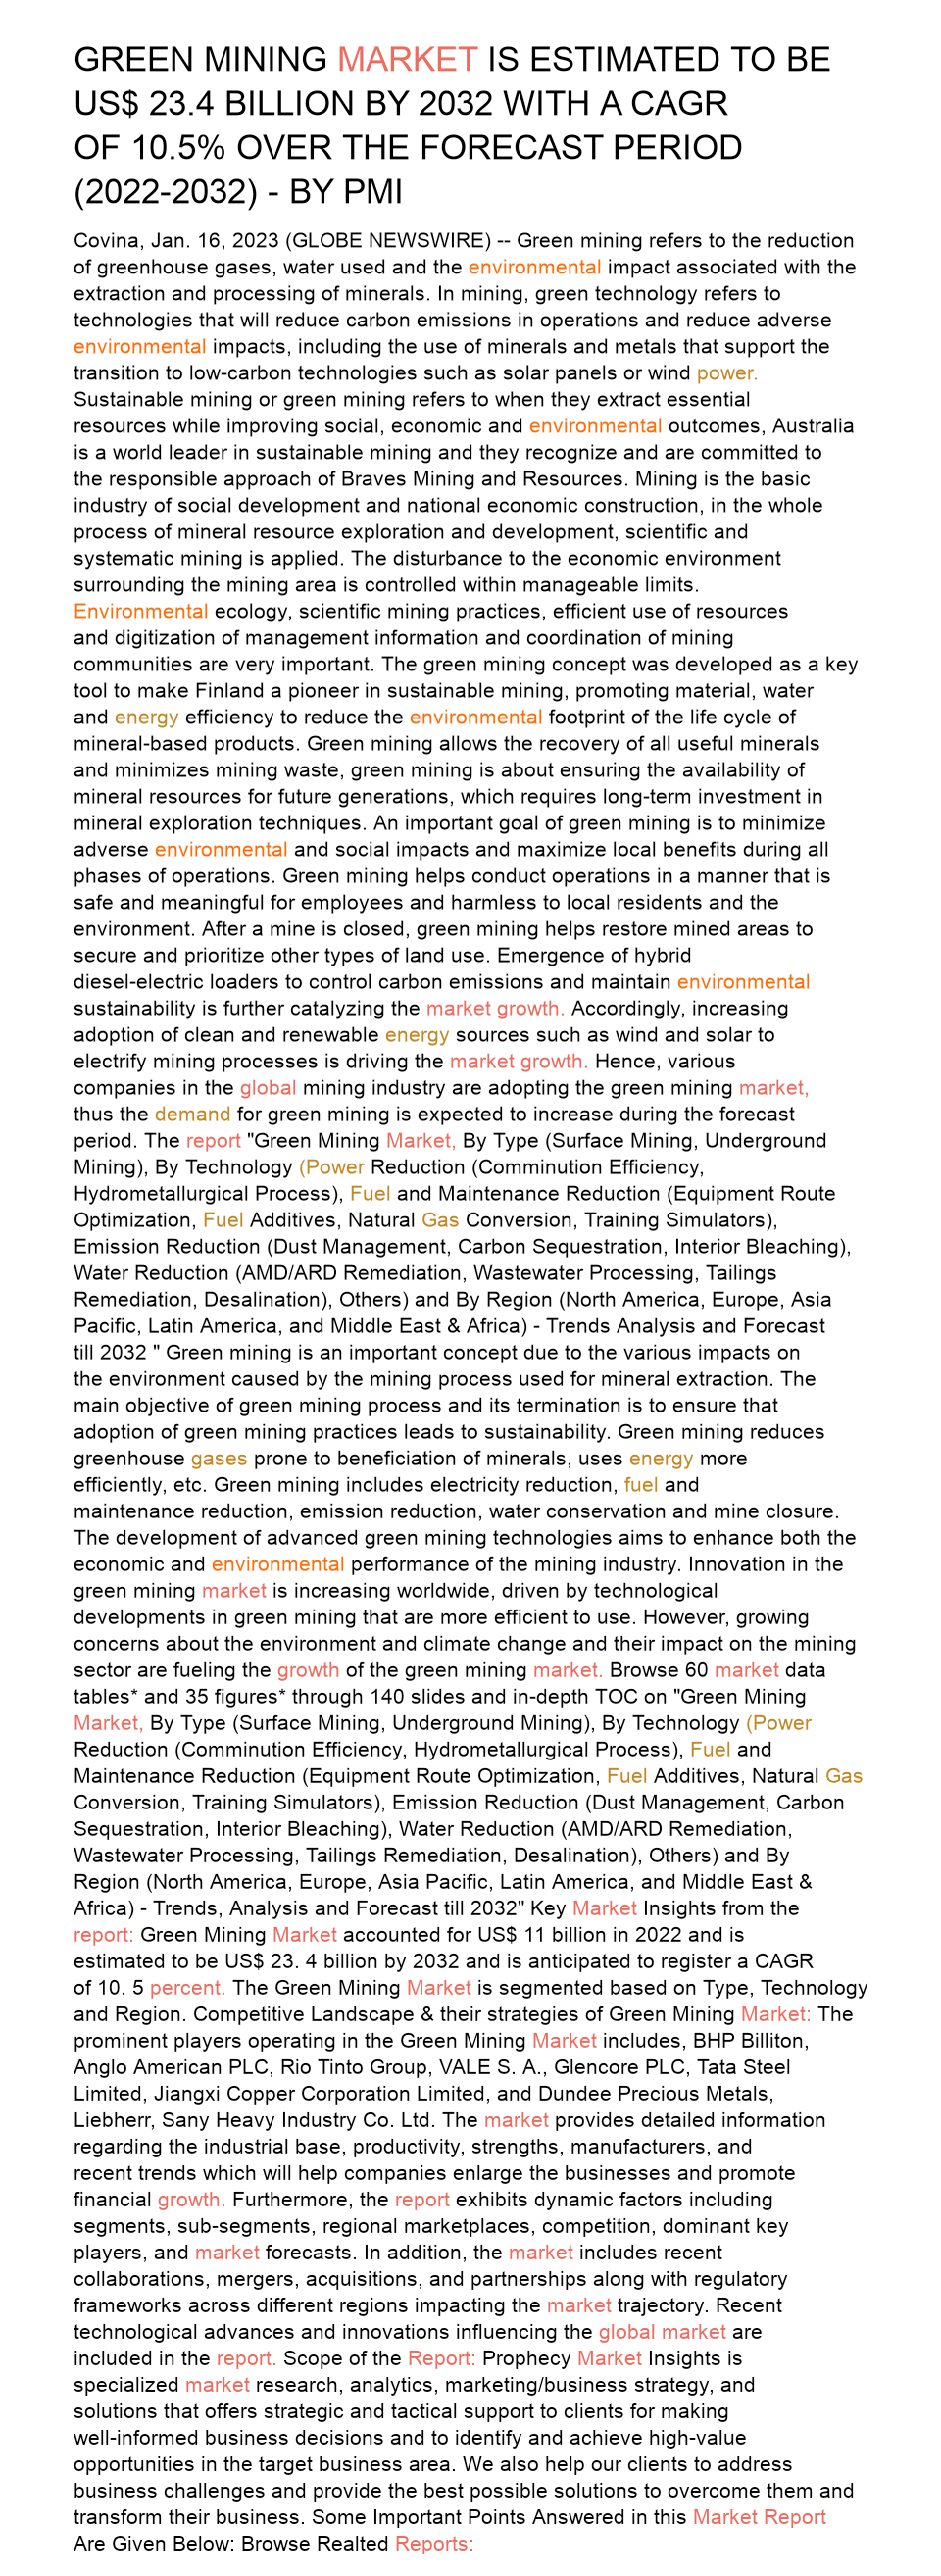 GREEN MINING MARKET IS ESTIMATED TO BE
US$ 23.4 BILLION BY 2032 WITH A CAGR
OF 10.5% OVER THE FORECAST PERIOD
(2022-2032) - BY PMI
Covina, Jan. 16, 2023 (GLOBE NEWSWIRE) -- Green mining refers to the reduction
of greenhouse gases, water used and the environmental impact associated with the
extraction and processing of minerals. In mining, green technology refers to
technologies that will reduce carbon emissions in operations and reduce adverse
environmental impacts, including the use of minerals and metals that support the
transition to low-carbon technologies such as solar panels or wind power.
Sustainable mining or green mining refers to when they extract essential
resources while improving social, economic and environmental outcomes, Australia
is a world leader in sustainable mining and they recognize and are committed to
the responsible approach of Braves Mining and Resources. Mining is the basic
industry of social development and national economic construction, in the whole
process of mineral resource exploration and development, scientific and
systematic mining is applied. The disturbance to the economic environment
surrounding the mining area is controlled within manageable limits.
Environmental ecology, scientific mining practices, efficient use of resources
and digitization of management information and coordination of mining
communities are very important. The green mining concept was developed as a key
tool to make Finland a pioneer in sustainable mining, promoting material, water
and energy efficiency to reduce the environmental footprint of the life cycle of
mineral-based products. Green mining allows the recovery of all useful minerals
and minimizes mining waste, green mining is about ensuring the availability of
mineral resources for future generations, which requires long-term investment in
mineral exploration techniques. An important goal of green mining is to minimize
adverse environmental and social impacts and maximize local benefits during all
phases of operations. Green mining helps conduct operations in a manner that is
safe and meaningful for employees and harmless to local residents and the
environment. After a mine is closed, green mining helps restore mined areas to
secure and prioritize other types of land use. Emergence of hybrid
diesel-electric loaders to control carbon emissions and maintain environmental
sustainability is further catalyzing the market growth. Accordingly, increasing
adoption of clean and renewable energy sources such as wind and solar to
electrify mining processes is driving the market growth. Hence, various
companies in the global mining industry are adopting the green mining market,
thus the demand for green mining is expected to increase during the forecast
period. The report "Green Mining Market, By Type (Surface Mining, Underground
Mining), By Technology (Power Reduction (Comminution Efficiency,
Hydrometallurgical Process), Fuel and Maintenance Reduction (Equipment Route
Optimization, Fuel Additives, Natural Gas Conversion, Training Simulators),
Emission Reduction (Dust Management, Carbon Sequestration, Interior Bleaching),
Water Reduction (AMD/ARD Remediation, Wastewater Processing, Tailings
Remediation, Desalination), Others) and By Region (North America, Europe, Asia
Pacific, Latin America, and Middle East & Africa) - Trends Analysis and Forecast
till 2032 " Green mining is an important concept due to the various impacts on
the environment caused by the mining process used for mineral extraction. The
main objective of green mining process and its termination is to ensure that
adoption of green mining practices leads to sustainability. Green mining reduces
greenhouse gases prone to beneficiation of minerals, uses energy more
efficiently, etc. Green mining includes electricity reduction, fuel and
maintenance reduction, emission reduction, water conservation and mine closure.
The development of advanced green mining technologies aims to enhance both the
economic and environmental performance of the mining industry. Innovation in the
green mining market is increasing worldwide, driven by technological
developments in green mining that are more efficient to use. However, growing
concerns about the environment and climate change and their impact on the mining
sector are fueling the growth of the green mining market. Browse 60 market data
tables* and 35 figures* through 140 slides and in-depth TOC on "Green Mining
Market, By Type (Surface Mining, Underground Mining), By Technology (Power
Reduction (Comminution Efficiency, Hydrometallurgical Process), Fuel and
Maintenance Reduction (Equipment Route Optimization, Fuel Additives, Natural Gas
Conversion, Training Simulators), Emission Reduction (Dust Management, Carbon
Sequestration, Interior Bleaching), Water Reduction (AMD/ARD Remediation,
Wastewater Processing, Tailings Remediation, Desalination), Others) and By
Region (North America, Europe, Asia Pacific, Latin America, and Middle East &
Africa) - Trends, Analysis and Forecast till 2032" Key Market Insights from the
report: Green Mining Market accounted for US$ 11 billion in 2022 and is
estimated to be US$ 23. 4 billion by 2032 and is anticipated to register a CAGR
of 10. 5 percent. The Green Mining Market is segmented based on Type, Technology
and Region. Competitive Landscape & their strategies of Green Mining Market: The
prominent players operating in the Green Mining Market includes, BHP Billiton,
Anglo American PLC, Rio Tinto Group, VALE S. A., Glencore PLC, Tata Steel
Limited, Jiangxi Copper Corporation Limited, and Dundee Precious Metals,
Liebherr, Sany Heavy Industry Co. Ltd. The market provides detailed information
regarding the industrial base, productivity, strengths, manufacturers, and
recent trends which will help companies enlarge the businesses and promote
financial growth. Furthermore, the report exhibits dynamic factors including
segments, sub-segments, regional marketplaces, competition, dominant key
players, and market forecasts. In addition, the market includes recent
collaborations, mergers, acquisitions, and partnerships along with regulatory
frameworks across different regions impacting the market trajectory. Recent
technological advances and innovations influencing the global market are
included in the report. Scope of the Report: Prophecy Market Insights is
specialized market research, analytics, marketing/business strategy, and
solutions that offers strategic and tactical support to clients for making
well-informed business decisions and to identify and achieve high-value
opportunities in the target business area. We also help our clients to address
business challenges and provide the best possible solutions to overcome them and
transform their business. Some Important Points Answered in this Market Report
Are Given Below: Browse Realted Reports: